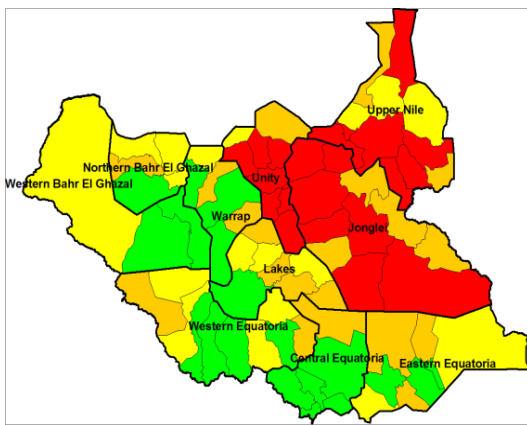 Upper Nile
Northern Bahr El Ghazal
Western Bahr El Ghazal
Unity
Warrap
Jonglei
Lakes
Western Equatoria
Central Equatoria
Eastern Equatoria